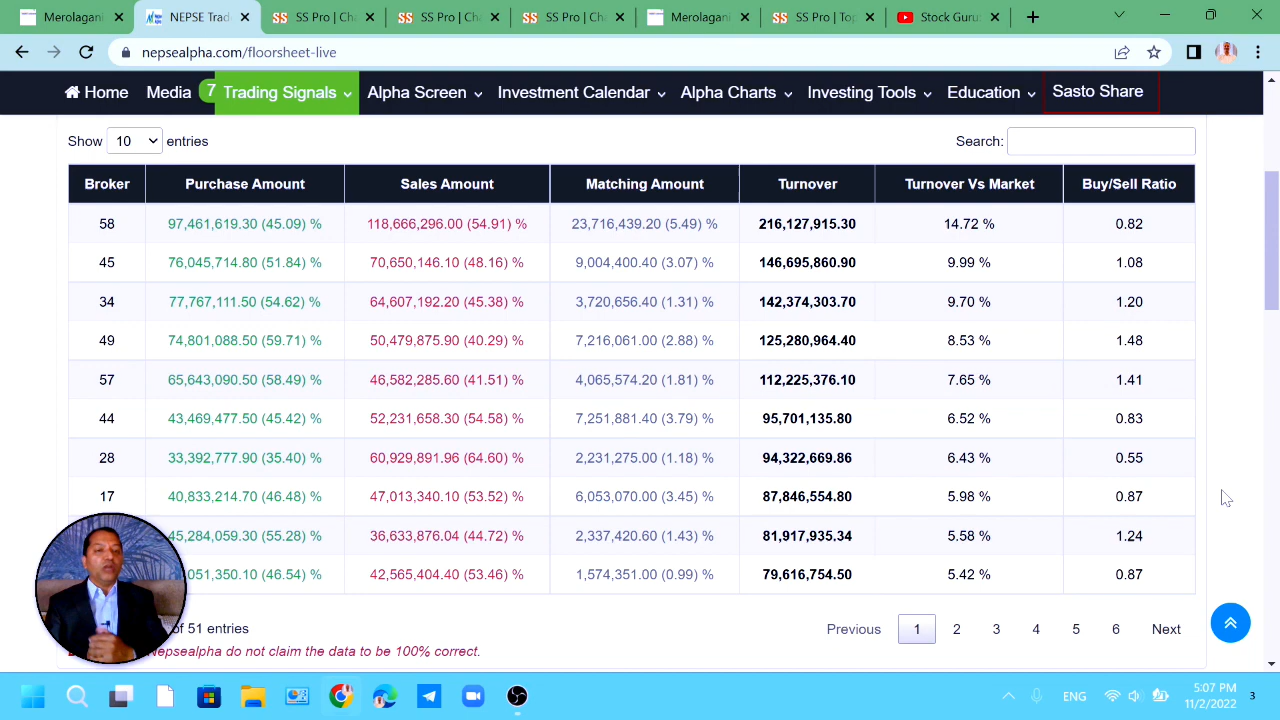 Merolagani
NEPSE Trad
SS Pro | Cha
SS Pro | Cha
SS Pro | Cha
Merolagani
SS Pro | Top
Stock Guru:
nepsealpha.com/floorsheet-live
Home Media 7 Trading Signals Alpha Screen Investment Calendar Alpha Charts Investing Tools Education Sasto Share
Show 10 entries Search:
Broker Purchase Amount Sales Amount Matching Amount Turnover Turnover Vs Market Buy/Sell Ratio
58 97,461,619.30 (45.09) % 118,666,296.00 (54.91) % 23,716,439.20 (5.49) % 216,127,915.30 14.72 % 0.82
45 76,045,714.80 (51.84) % 70,650,146.10 (48.16) % 9,004,400.40 (3.07) % 146,695,860.90 9.99 % 1.08
34 77,767,111.50 (54.62) % 64,607,192.20 (45.38) % 3,720,656.40 (1.31) % 142,374,303.70 9.70 % 1.20
49 74,801,088.50 (59.71) % 50,479,875.90 (40.29) % 7,216,061.00 (2.88) % 125,280,964.40 8.53 % 1.48
57 65,643,090.50 (58.49) % 46,582,285.60 (41.51) % 4,065,574.20 (1.81) % 112,225,376.10 7.65 % 1.41
44 43,469,477.50 (45.42) % 52,231,658.30 (54.58) % 7,251,881.40 (3.79) % 95,701,135.80 6.52 % 0.83
28 33,392,777.90 (35.40) % 60,929,891.96 (64.60) % 2,231,275.00 (1.18) % 94,322,669.86 6.43 % 0.55
17 40,833,214.70 (46.48) % 47,013,340.10 (53.52) % 6,053,070.00 (3.45) % 87,846,554.80 5.98 % 0.87
45,284,059.30 (55.28) % 36,633,876.04 (44.72) % 2,337,420.60 (1.43) % 81,917,935.34 5.58 % 1.24
051,350.10 (46.54) % 42,565,404.40 (53.46) % 1,574,351.00 (0.99) % 79,616,754.50 5.42 % 0.87
of 51 entries Previous 1 2 3 4 5 6 Next
Nepsealpha do not claim the data to be 100% correct.
ENG
5:07 PM
11/2/2022
3